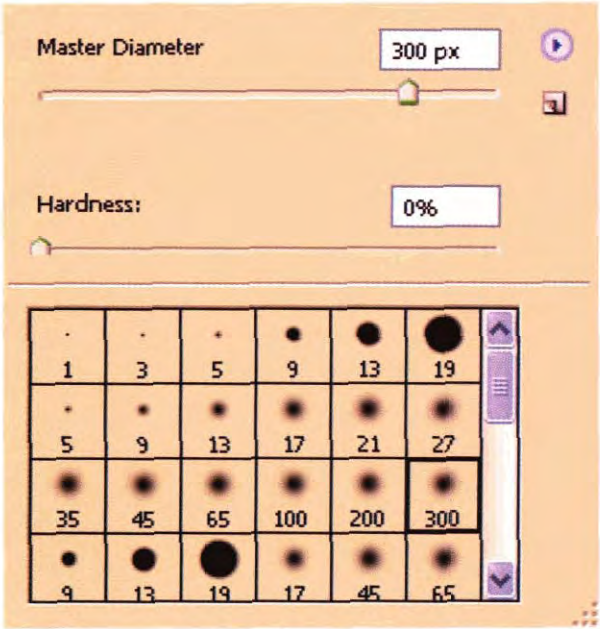 Master Diameter 300 px
Hardness: 0%
1 3 5 9 13 19
5 9 13 17 21 27
35 45 65 100 200 300
9 13 19 17 45 65